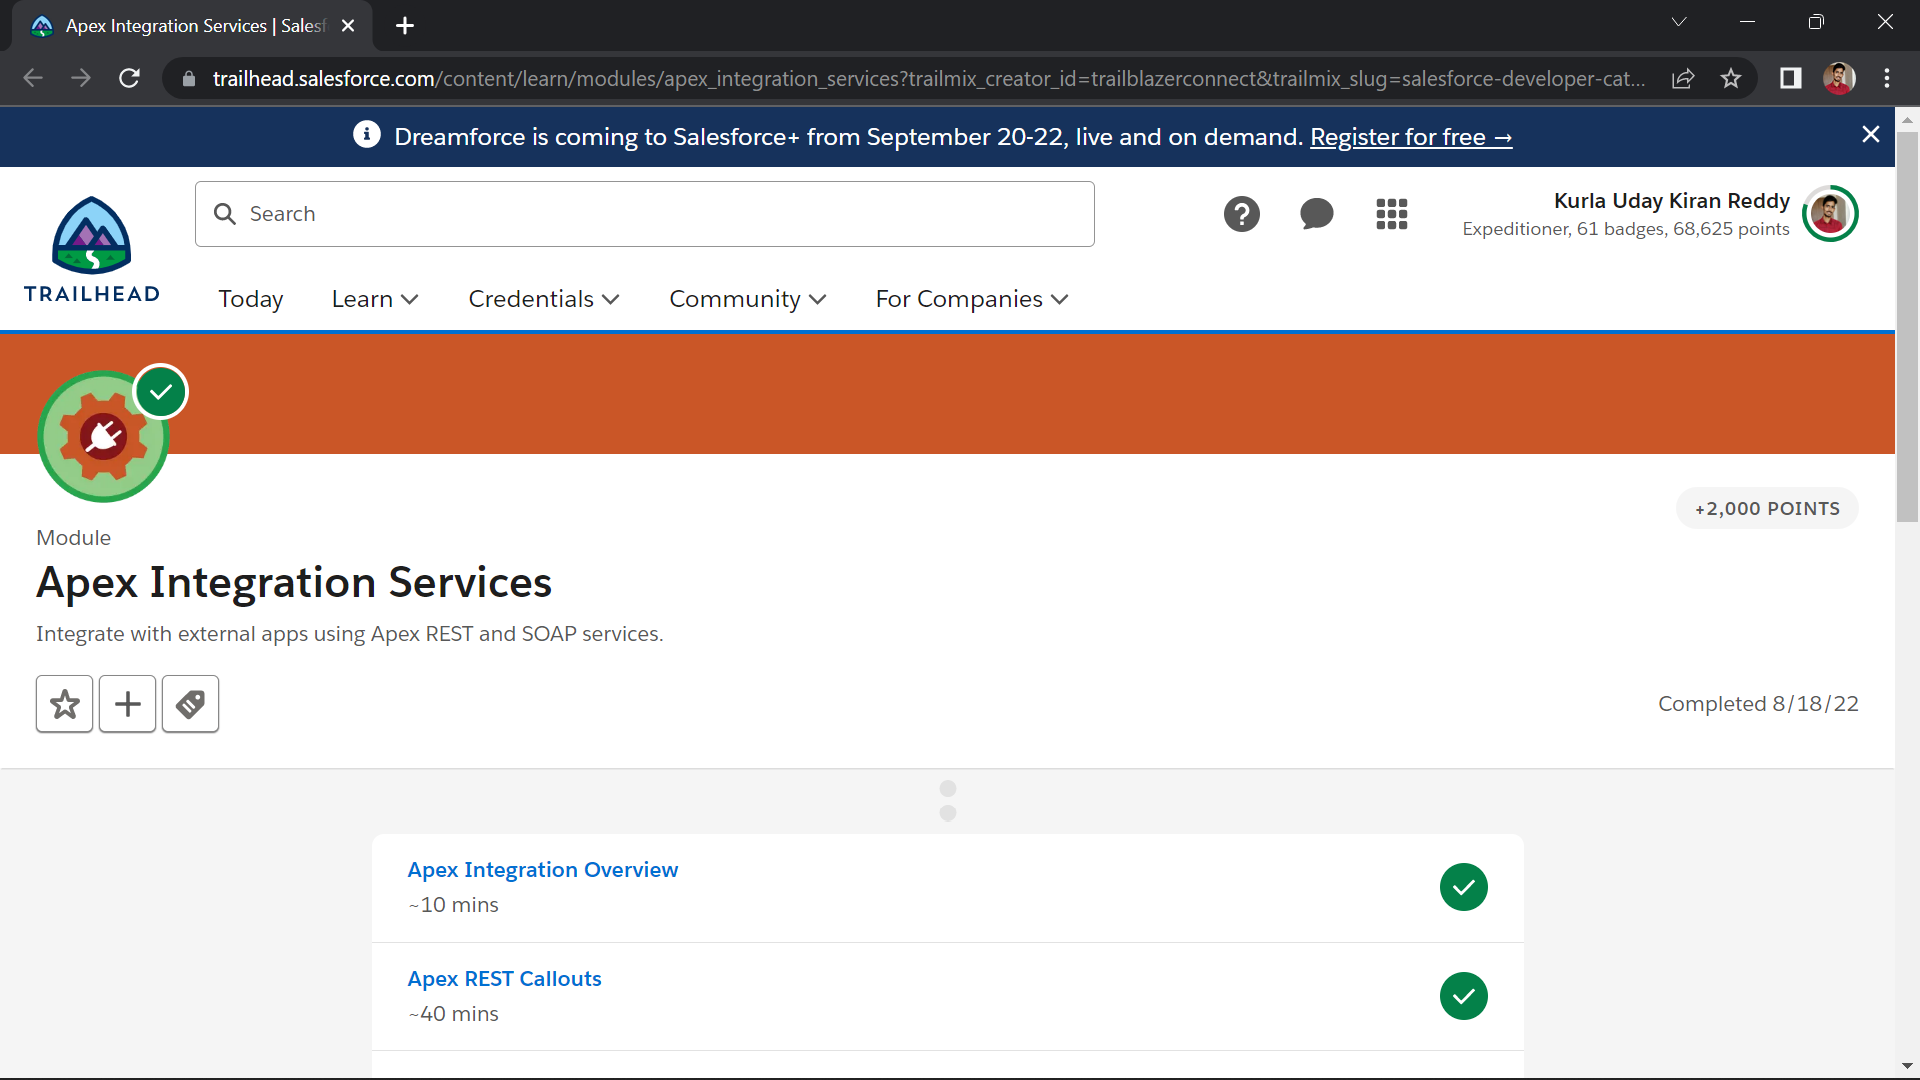 Apex Integration Services | Salesf
trailhead.salesforce.com/content/learn/modules/apex_integration_services?trailmix_creator_id=trailblazerconnect&trailmix_slug=salesforce-developer-cat...
Dreamforce is coming to Salesforce+ from September 20-22, live and on demand. Register for free →
Search
Kurla Uday Kiran Reddy
Expeditioner, 61 badges, 68,625 points
TRAILHEAD
Today Learn Credentials Community For Companies
+2,000 POINTS
Module
Apex Integration Services
Integrate with external apps using Apex REST and SOAP services.
Completed 8/18/22
Apex Integration Overview
~10 mins
Apex REST Callouts
~40 mins